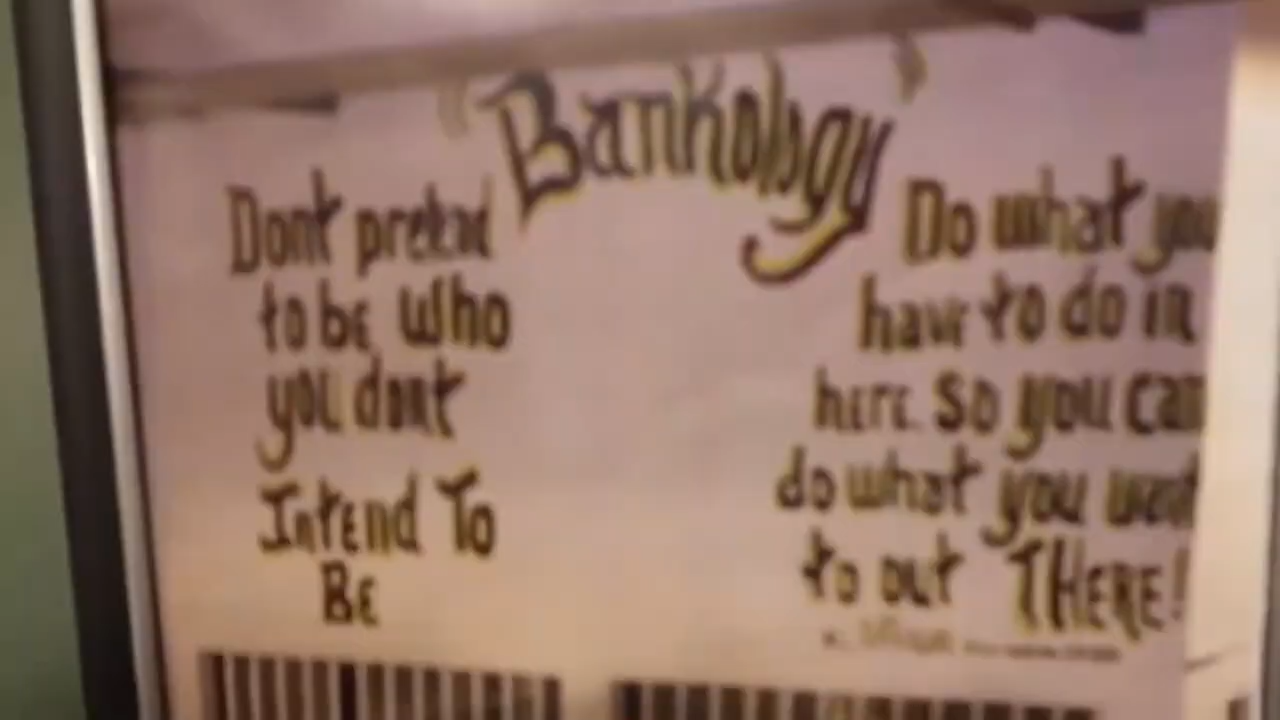 "Bankology"
Dont pretend
to be who
you dont
Intend To
BE
Do what you
have to do in
here. So you can
do what you want
to out THERE!